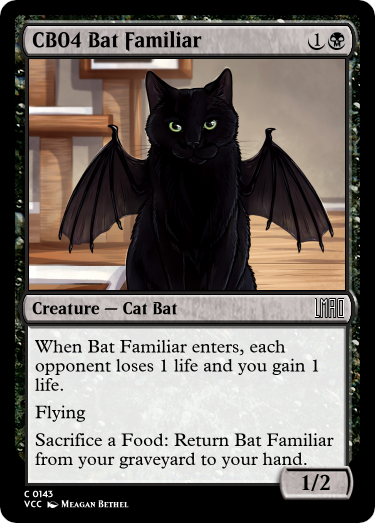 CB04 Bat Familiar 1
Creature — Cat Bat LMAO
When Bat Familiar enters, each
opponent loses 1 life and you gain 1
life.
Flying
Sacrifice a Food: Return Bat Familiar
from your graveyard to your hand.
1/2
C 0143
VCC Meagan Bethel